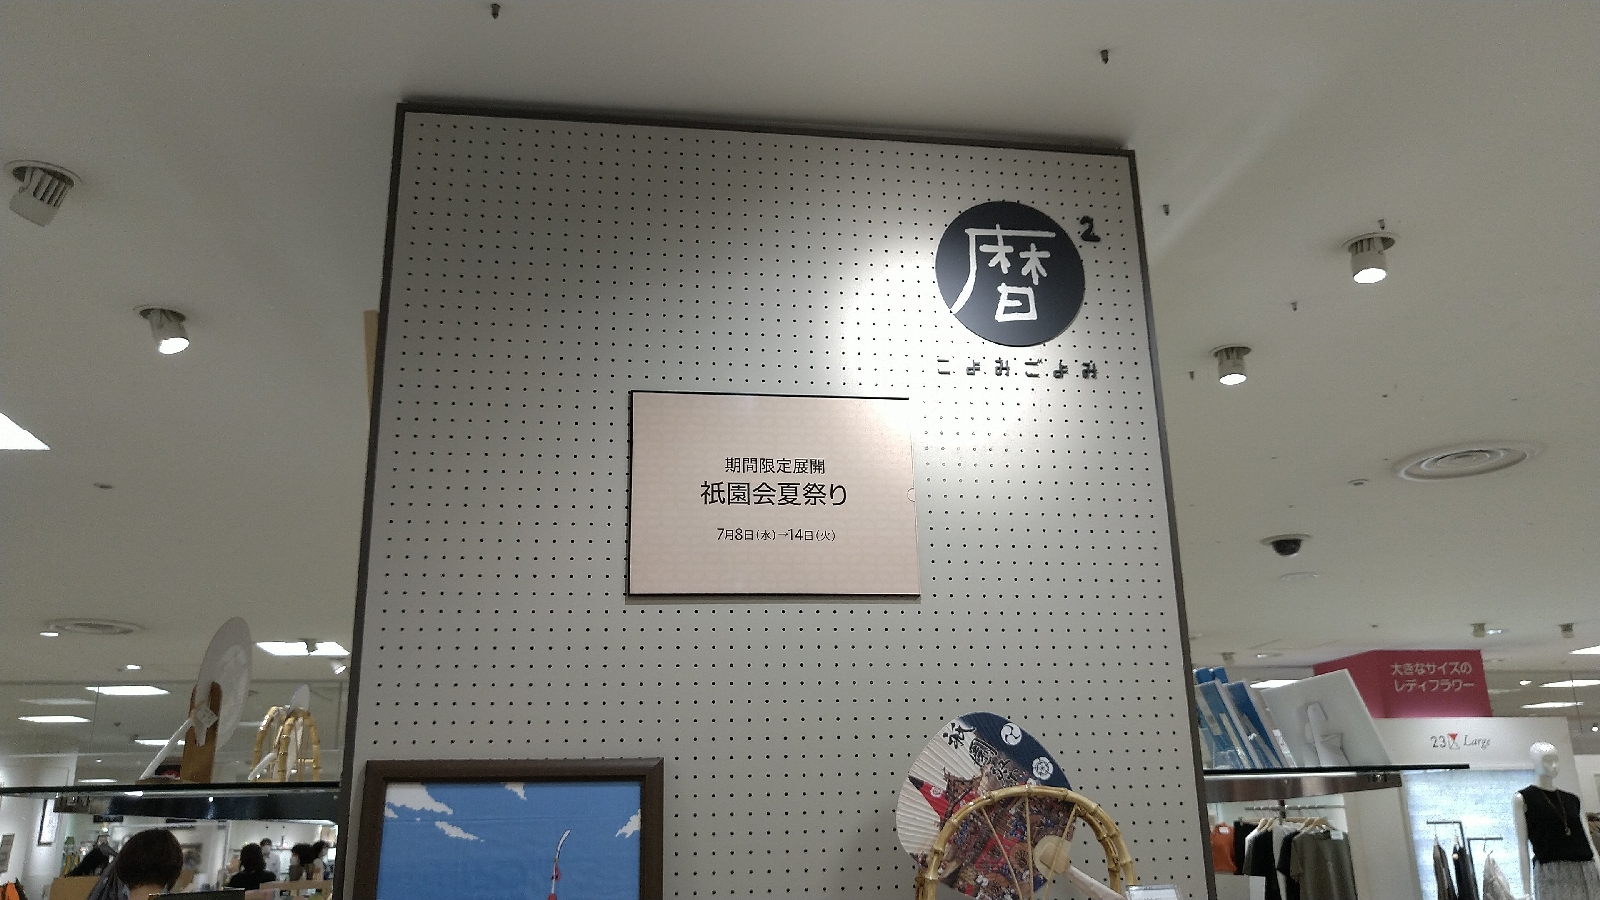 暦
2
こよみごよみ
期間限定展開
祇園会夏祭り
7月8日(水)→14日(火)
大きなサイズの
レディフラワー
23区 Large
祇園